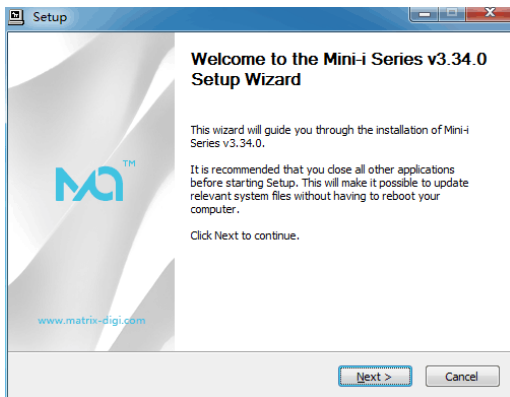 Setup
Welcome to the Mini-i Series v3.34.0
Setup Wizard
This wizard will guide you through the installation of Mini-i
Series v3.34.0.
It is recommended that you close all other applications
before starting Setup. This will make it possible to update
relevant system files without having to reboot your
computer.
Click Next to continue.
TM
www.matrix-digi.com
Next >
Cancel